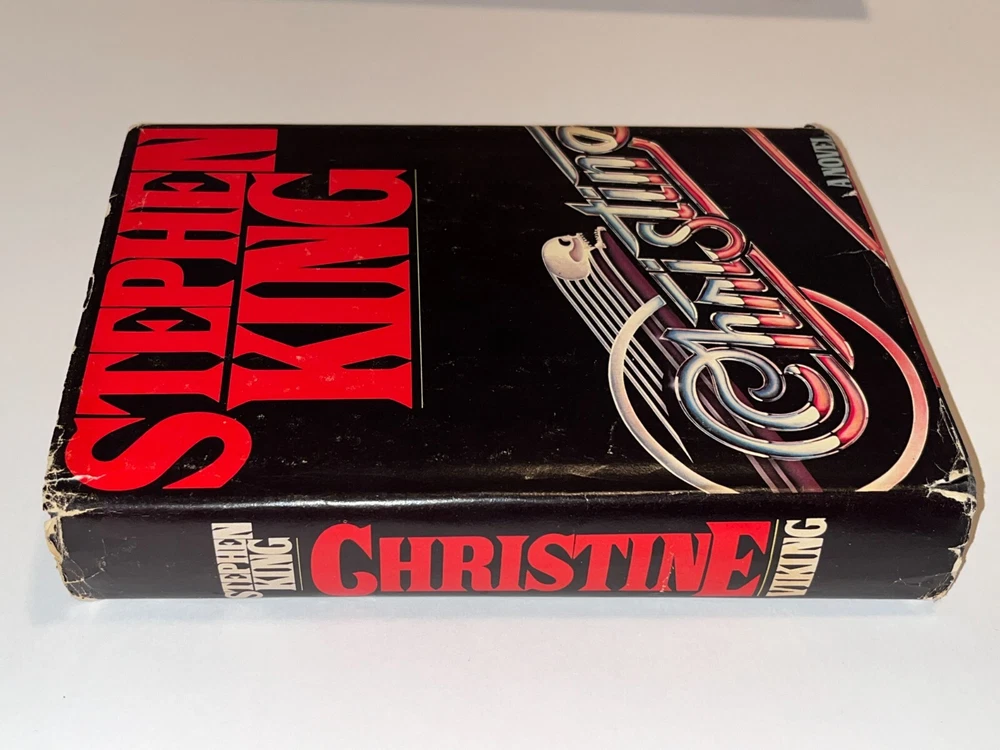 STEPHEN
KING
Christine
A NOVEL
STEPHEN
KING
CHRISTINE
VIKING